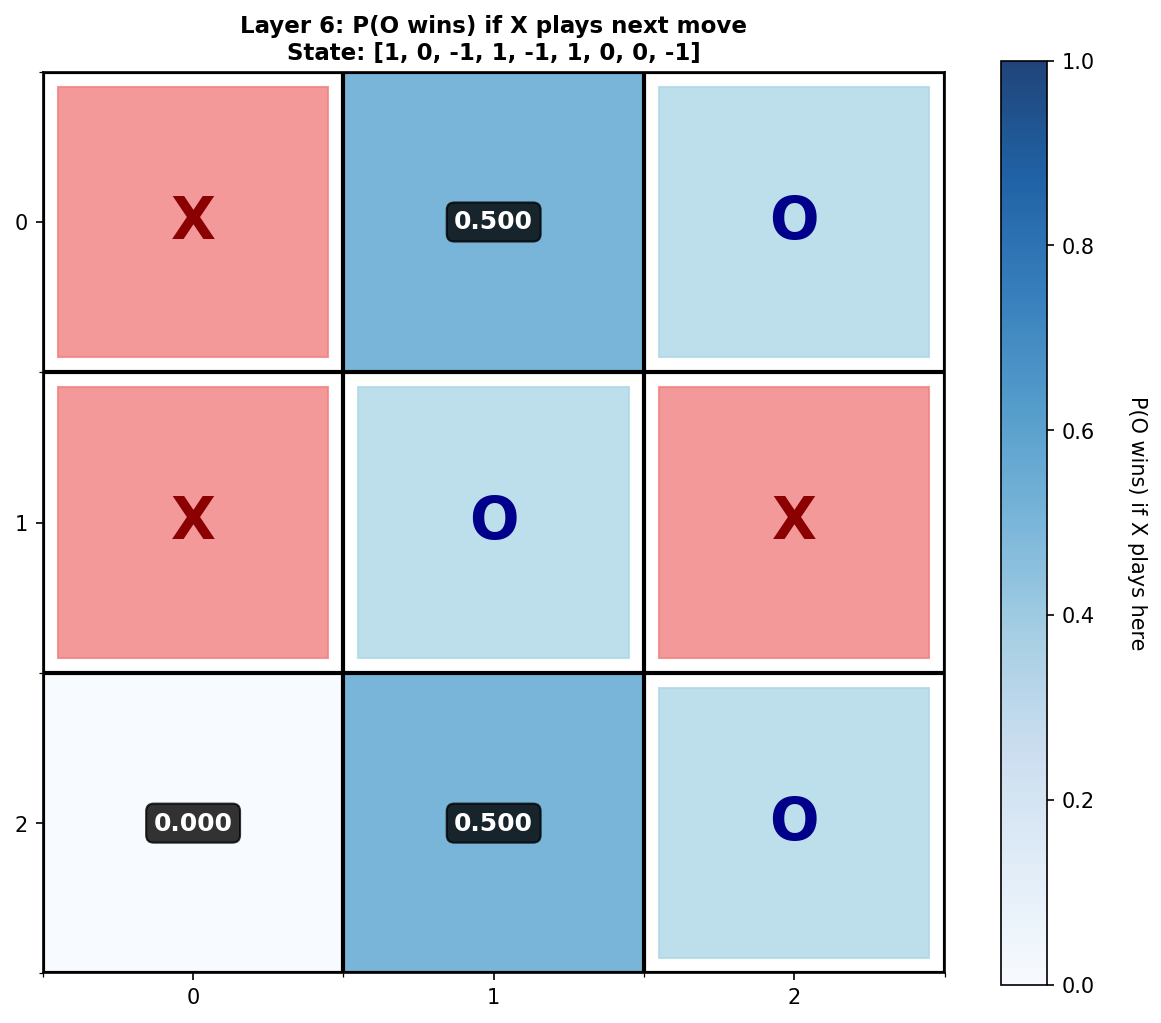 Layer 6: P(O wins) if X plays next move
State: [1, 0, -1, 1, -1, 1, 0, 0, -1]
0
X
0.500
O
1
X
O
X
2
0.000
0.500
O
0
1
2
1.0
0.8
0.6
0.4
0.2
0.0
P(O wins) if X plays here